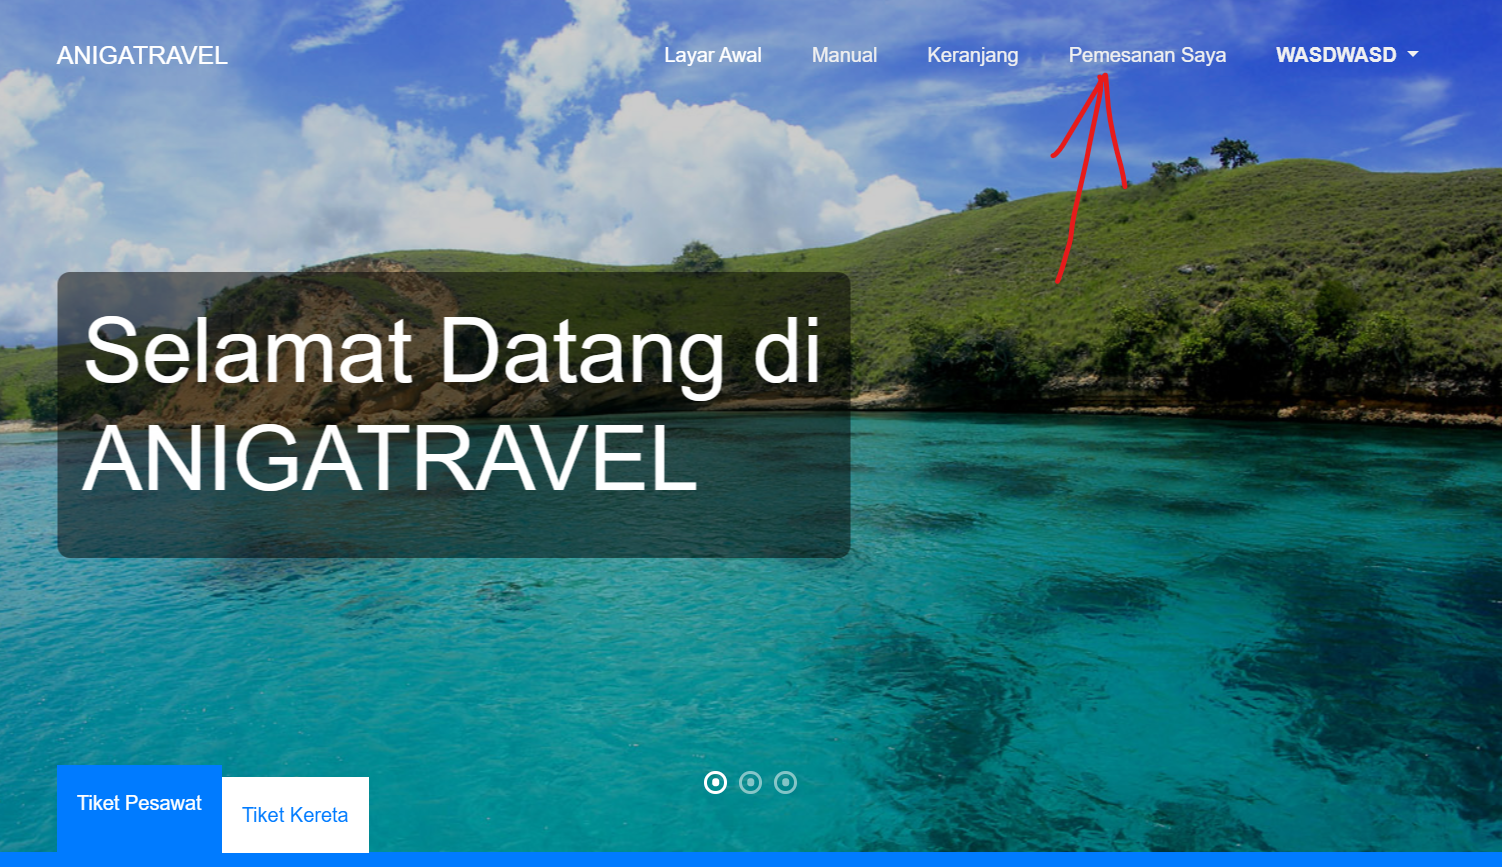 ANIGATRAVEL
Layar Awal
Manual
Keranjang
Pemesanan Saya
WASDWASD
Selamat Datang di
ANIGATRAVEL
Tiket Pesawat
Tiket Kereta